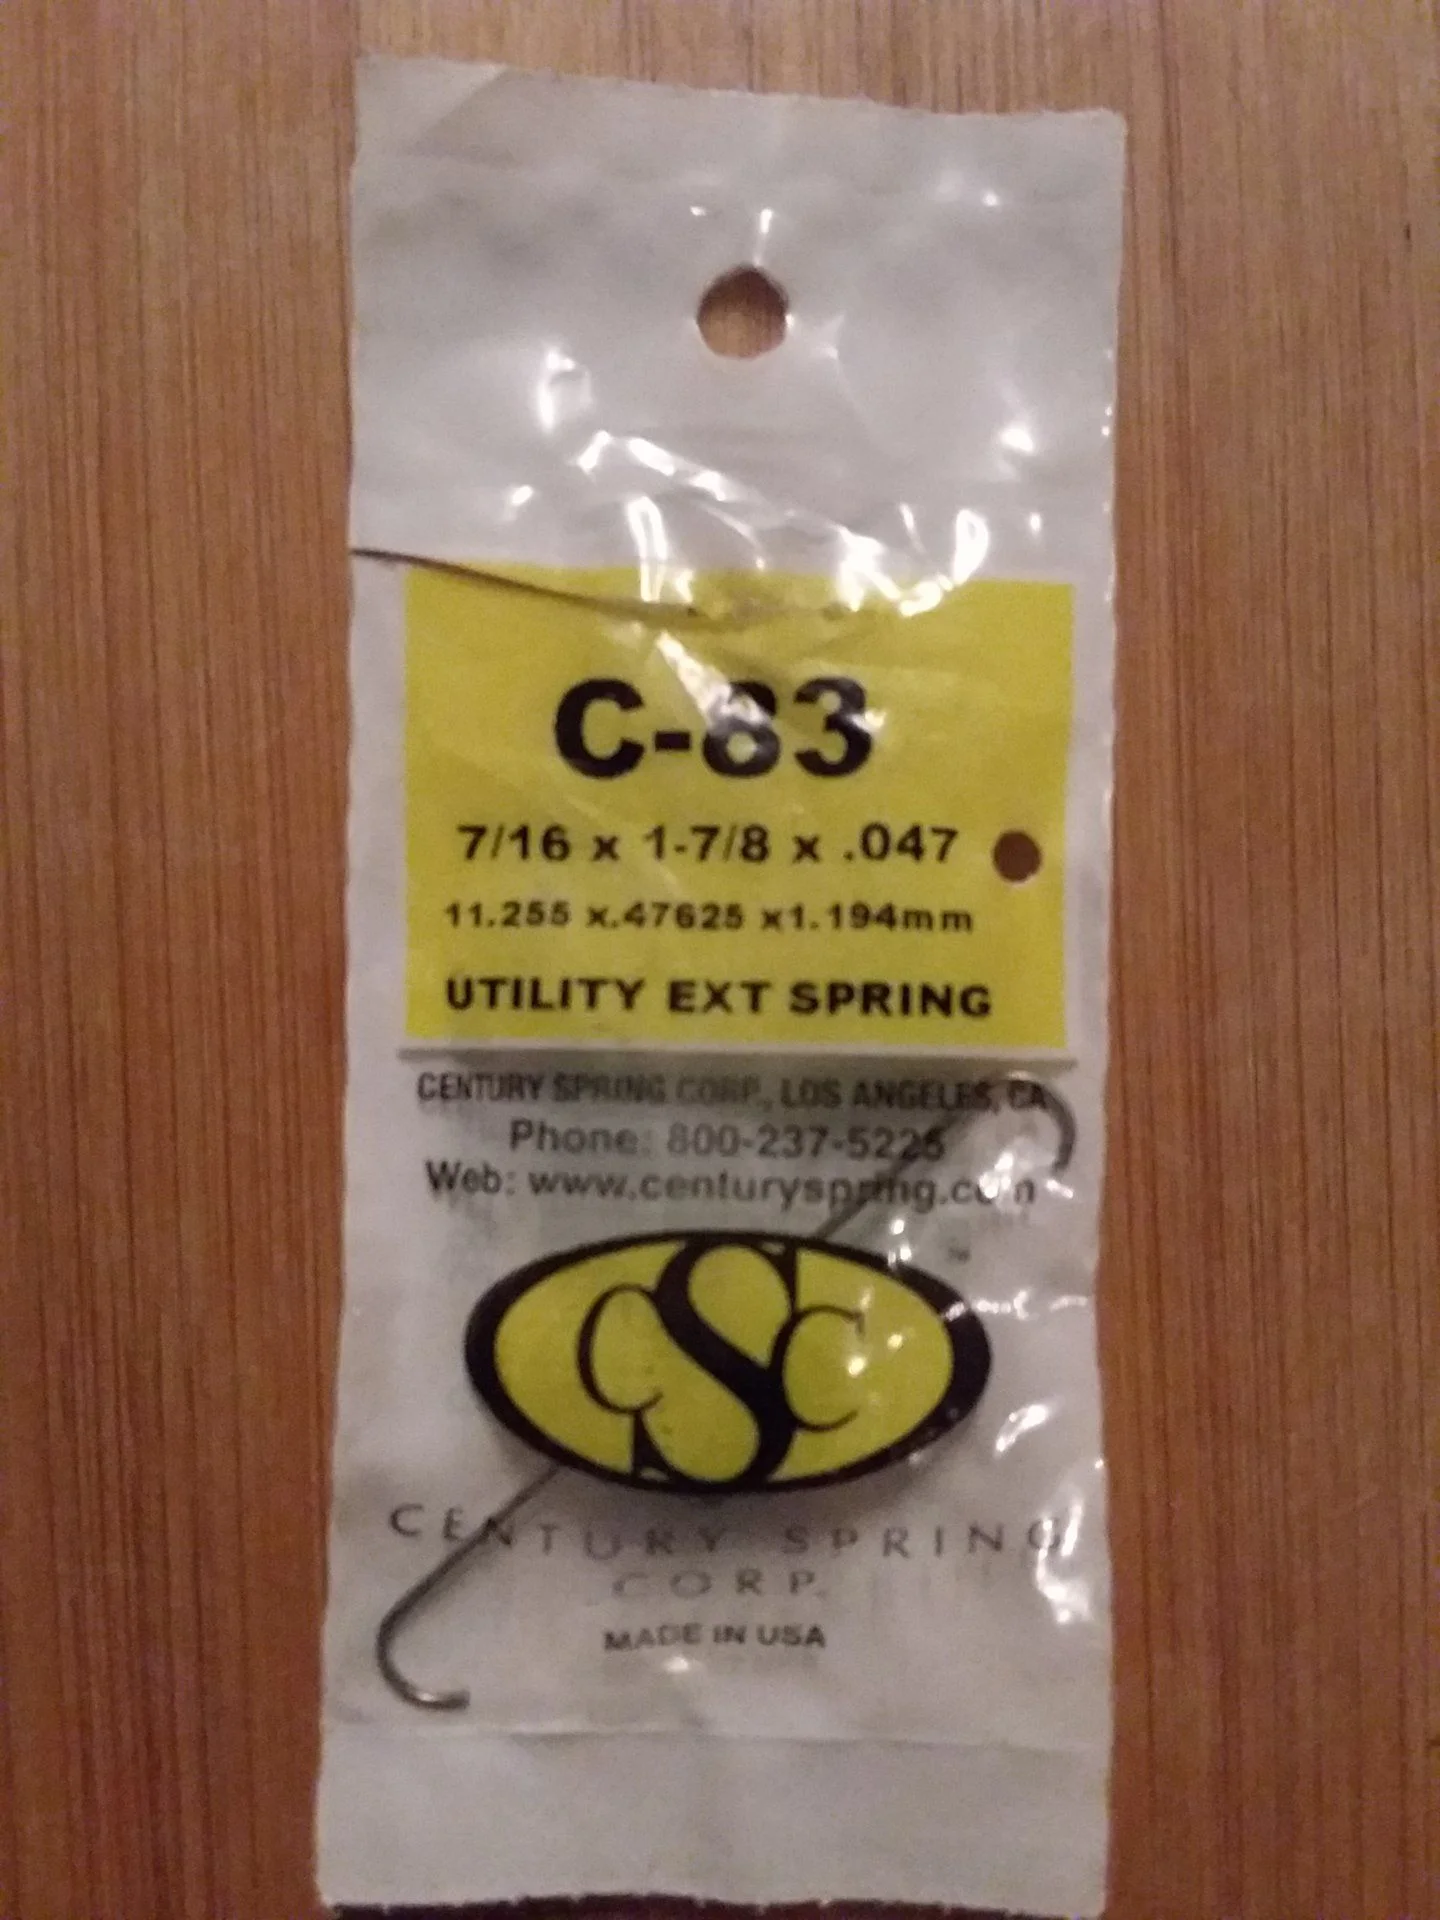 C-83
7/16 x 1-7/8 x .047
11.255 x.47625 x1.194mm
UTILITY EXT SPRING
CENTURY SPRING CORP., LOS ANGELES, CA
Phone: 800-237-5225
Web: www.centuryspring.com
CSC
CENTURY SPRING
CORP.
MADE IN USA